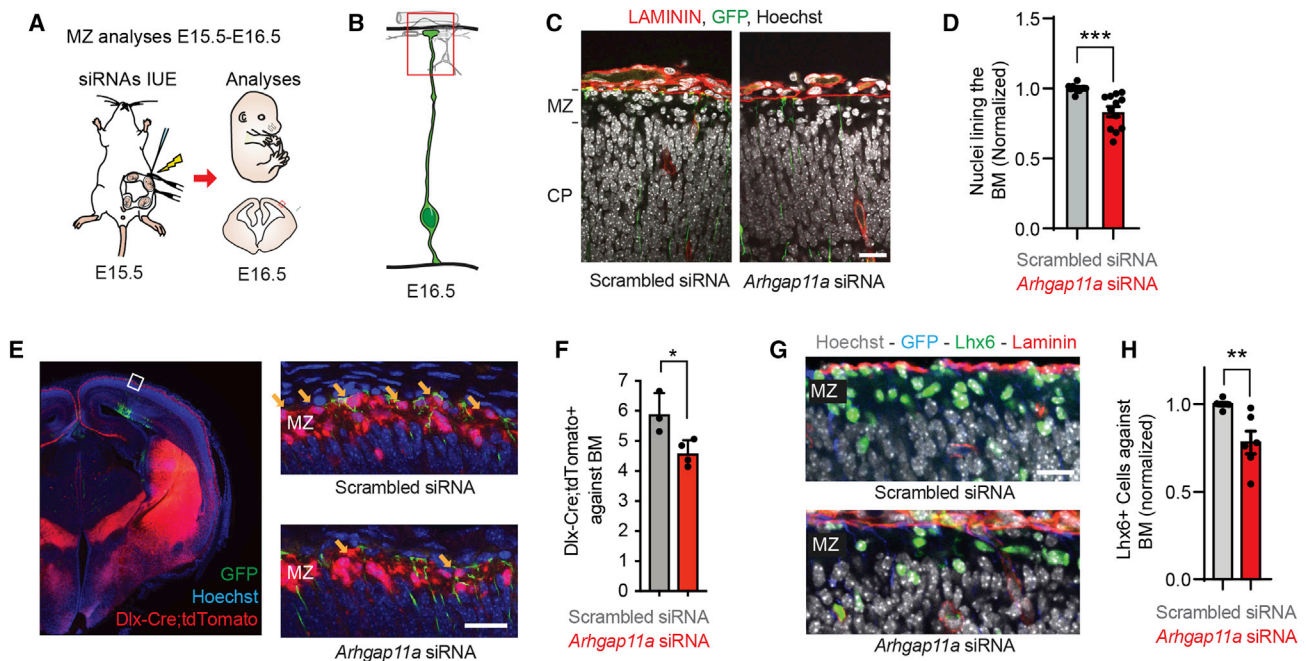 A
MZ analyses E15.5-E16.5
siRNAs IUE
Analyses
E15.5
E16.5
B
E16.5
C
LAMININ, GFP, Hoechst
MZ
CP
Scrambled siRNA
Arhgap11a siRNA
D
***
Nuclei lining the
BM (Normalized)
1.5
1.0
0.5
0.0
Scrambled siRNA
Arhgap11a siRNA
E
GFP
Hoechst
Dlx-Cre;tdTomato
MZ
Scrambled siRNA
MZ
Arhgap11a siRNA
F
*
Dlx-Cre;tdTomato+
against BM
7
6
5
4
3
2
1
0
Scrambled siRNA
Arhgap11a siRNA
G
Hoechst - GFP - Lhx6 - Laminin
MZ
Scrambled siRNA
MZ
Arhgap11a siRNA
H
**
Lhx6+ Cells against
BM (normalized)
1.0
0.5
0.0
Scrambled siRNA
Arhgap11a siRNA